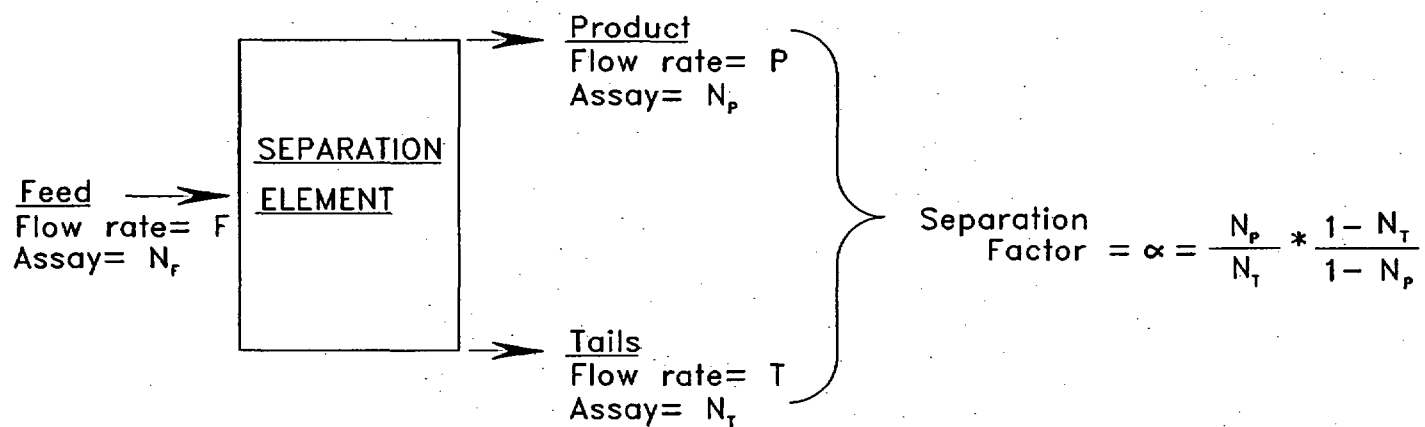 Product
Flow rate= P
Assay= N_P
SEPARATION
ELEMENT
Feed
Flow rate= F
Assay= N_F
Separation
Factor = α = N_P / N_T * 1- N_T / 1- N_P
Tails
Flow rate= T
Assay= N_T